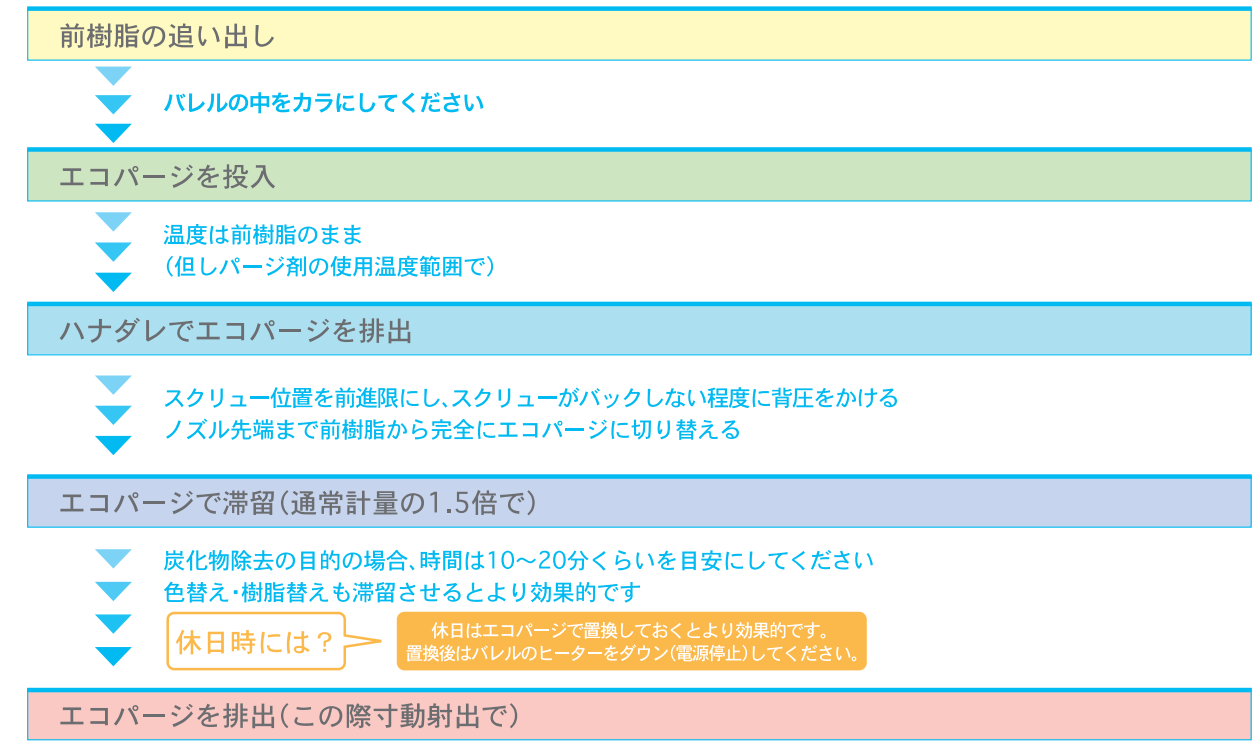 前樹脂の追い出し
バレルの中をカラにしてください
エコパージを投入
温度は前樹脂のまま
(但しパージ剤の使用温度範囲で)
ハナダレでエコパージを排出
スクリュー位置を前進限にし、スクリューがバックしない程度に背圧をかける
ノズル先端まで前樹脂から完全にエコパージに切り替える
エコパージで滞留(通常計量の1.5倍で)
炭化物除去の目的の場合、時間は10〜20分くらいを目安にしてください
色替え・樹脂替えも滞留させるとより効果的です
休日時には?
休日はエコパージで置換しておくとより効果的です。
置換後はバレルのヒーターをダウン(電源停止)してください。
エコパージを排出(この際寸動射出で)